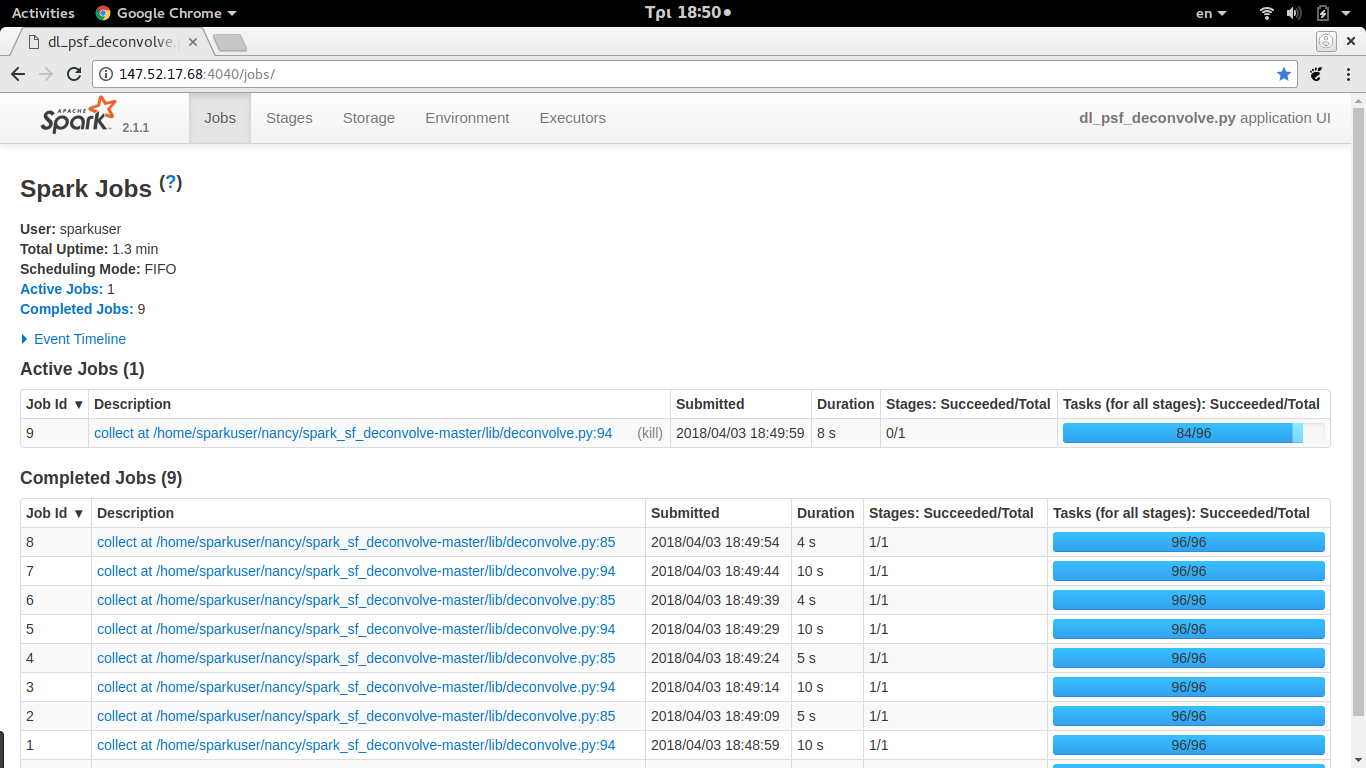 Activities Google Chrome Τρι 18:50 en
dl_psf_deconvolve.
147.52.17.68:4040/jobs/
APACHE Spark 2.1.1 Jobs Stages Storage Environment Executors dl_psf_deconvolve.py application UI
Spark Jobs (?)
User: sparkuser
Total Uptime: 1.3 min
Scheduling Mode: FIFO
Active Jobs: 1
Completed Jobs: 9
Event Timeline
Active Jobs (1)
Job Id ▾ Description Submitted Duration Stages: Succeeded/Total Tasks (for all stages): Succeeded/Total
9 collect at /home/sparkuser/nancy/spark_sf_deconvolve-master/lib/deconvolve.py:94 (kill) 2018/04/03 18:49:59 8 s 0/1 84/96
Completed Jobs (9)
Job Id ▾ Description Submitted Duration Stages: Succeeded/Total Tasks (for all stages): Succeeded/Total
8 collect at /home/sparkuser/nancy/spark_sf_deconvolve-master/lib/deconvolve.py:85 2018/04/03 18:49:54 4 s 1/1 96/96
7 collect at /home/sparkuser/nancy/spark_sf_deconvolve-master/lib/deconvolve.py:94 2018/04/03 18:49:44 10 s 1/1 96/96
6 collect at /home/sparkuser/nancy/spark_sf_deconvolve-master/lib/deconvolve.py:85 2018/04/03 18:49:39 4 s 1/1 96/96
5 collect at /home/sparkuser/nancy/spark_sf_deconvolve-master/lib/deconvolve.py:94 2018/04/03 18:49:29 10 s 1/1 96/96
4 collect at /home/sparkuser/nancy/spark_sf_deconvolve-master/lib/deconvolve.py:85 2018/04/03 18:49:24 5 s 1/1 96/96
3 collect at /home/sparkuser/nancy/spark_sf_deconvolve-master/lib/deconvolve.py:94 2018/04/03 18:49:14 10 s 1/1 96/96
2 collect at /home/sparkuser/nancy/spark_sf_deconvolve-master/lib/deconvolve.py:85 2018/04/03 18:49:09 5 s 1/1 96/96
1 collect at /home/sparkuser/nancy/spark_sf_deconvolve-master/lib/deconvolve.py:94 2018/04/03 18:48:59 10 s 1/1 96/96